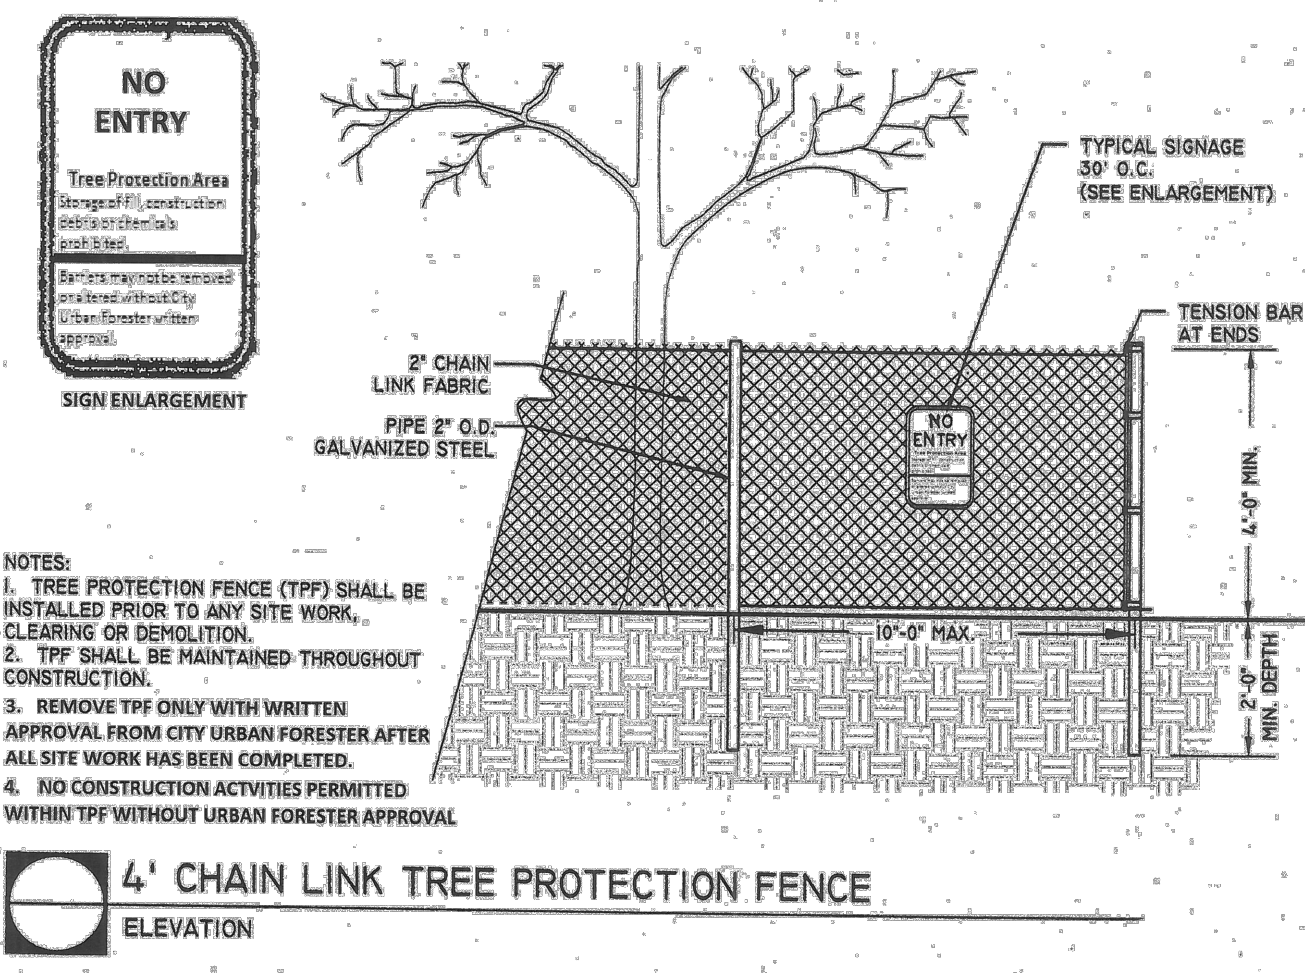 NO
ENTRY
Tree Protection Area
Storage of fill, construction
debris or chemicals
prohibited.
Barriers may not be removed
or altered without City
Urban Forester written
approval.
SIGN ENLARGEMENT
TYPICAL SIGNAGE
30' O.C.
(SEE ENLARGEMENT)
TENSION BAR
AT ENDS
2" CHAIN
LINK FABRIC
PIPE 2" O.D.
GALVANIZED STEEL
NO
ENTRY
Tree Protection Area
4'-0" MIN.
10"-0" MAX.
2'-0"
MIN. DEPTH
NOTES:
1. TREE PROTECTION FENCE (TPF) SHALL BE
INSTALLED PRIOR TO ANY SITE WORK,
CLEARING OR DEMOLITION.
2. TPF SHALL BE MAINTAINED THROUGHOUT
CONSTRUCTION.
3. REMOVE TPF ONLY WITH WRITTEN
APPROVAL FROM CITY URBAN FORESTER AFTER
ALL SITE WORK HAS BEEN COMPLETED.
4. NO CONSTRUCTION ACTVITIES PERMITTED
WITHIN TPF WITHOUT URBAN FORESTER APPROVAL
4' CHAIN LINK TREE PROTECTION FENCE
ELEVATION